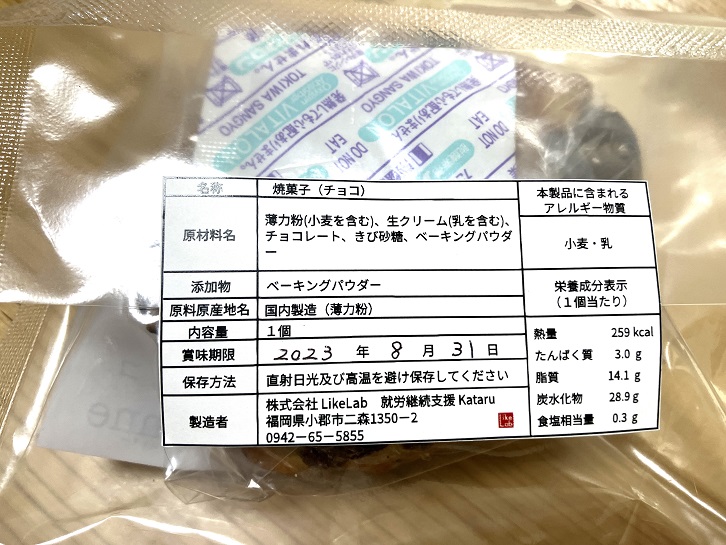 TOKIWA SANGYO
TOKIWA SANGYO
DO NOT
EAT
DO NOT
EAT
VITALON
名称
焼菓子（チョコ）
原材料名
薄力粉(小麦を含む)、生クリーム(乳を含む)、
チョコレート、きび砂糖、ベーキングパウダ
ー
添加物
ベーキングパウダー
原料原産地名
国内製造（薄力粉）
内容量
1個
賞味期限
2023 年 8 月 31 日
保存方法
直射日光及び高温を避け保存してください
製造者
株式会社 LikeLab 就労継続支援 Kataru
福岡県小郡市二森1350－2
0942－65－5855
Like
Lab
本製品に含まれる
アレルギー物質
小麦・乳
栄養成分表示
（１個当たり）
熱量 259 kcal
たんぱく質 3.0 g
脂質 14.1 g
炭水化物 28.9 g
食塩相当量 0.3 g